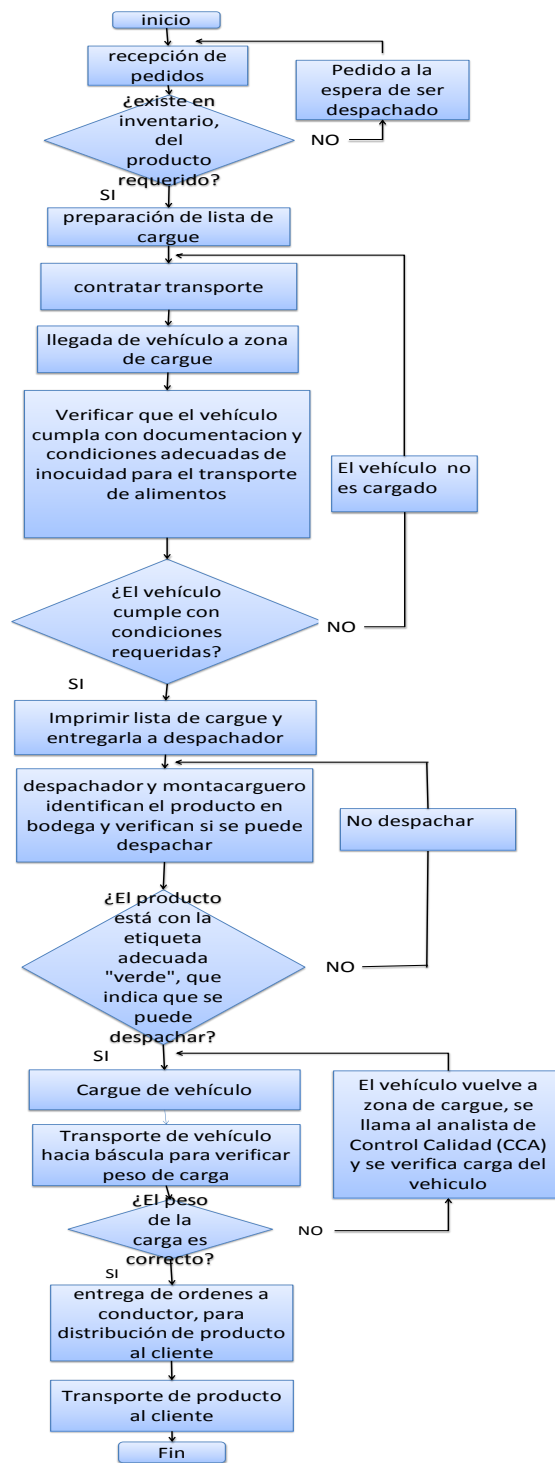 inicio
recepción de
pedidos
Pedido a la
espera de ser
despachado
¿existe en
inventario,
del
producto
requerido?
NO
SI
preparación de lista de
cargue
contratar transporte
llegada de vehículo a zona
de cargue
Verificar que el vehículo
cumpla con documentacion y
condiciones adecuadas de
inocuidad para el transporte
de alimentos
El vehículo no
es cargado
¿El vehículo
cumple con
condiciones
requeridas?
NO
SI
Imprimir lista de cargue y
entregarla a despachador
despachador y montacarguero
identifican el producto en
bodega y verifican si se puede
despachar
No despachar
¿El producto
está con la
etiqueta
adecuada
"verde", que
indica que se
puede
despachar?
NO
SI
Cargue de vehículo
El vehículo vuelve a
zona de cargue, se
llama al analista de
Control Calidad (CCA)
y se verifica carga del
vehiculo
Transporte de vehículo
hacia báscula para verificar
peso de carga
¿El peso
de la
carga es
correcto?
NO
SI
entrega de ordenes a
conductor, para
distribución de producto
al cliente
Transporte de producto
al cliente
Fin